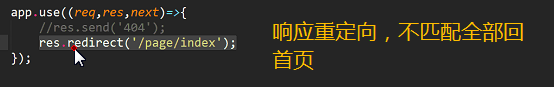 app.use((req,res,next)=>{
//res.send('404');
res.redirect('/page/index');
});
响应重定向，不匹配全部回
首页